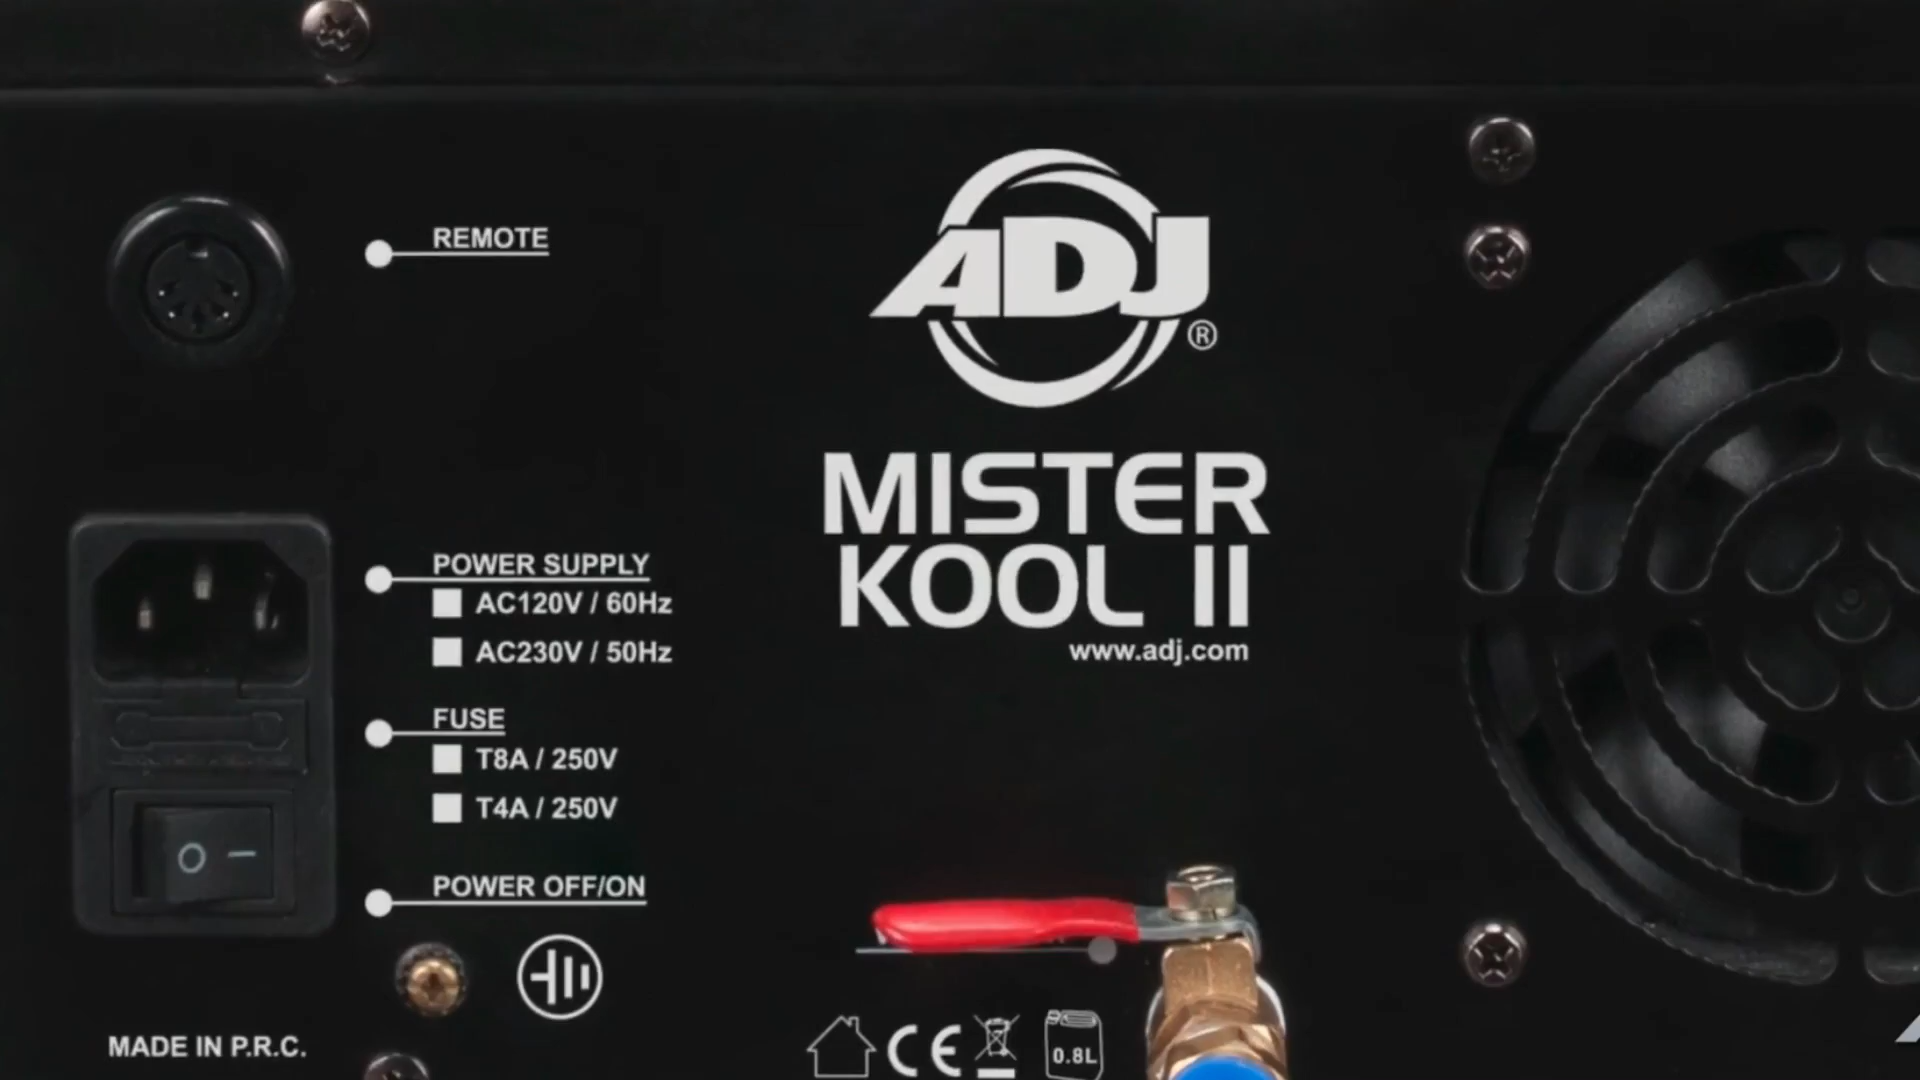 REMOTE
ADJ
®
MISTER
KOOL II
www.adj.com
POWER SUPPLY
AC120V / 60Hz
AC230V / 50Hz
FUSE
T8A / 250V
T4A / 250V
POWER OFF/ON
O –
MADE IN P.R.C.
CE
0.8L